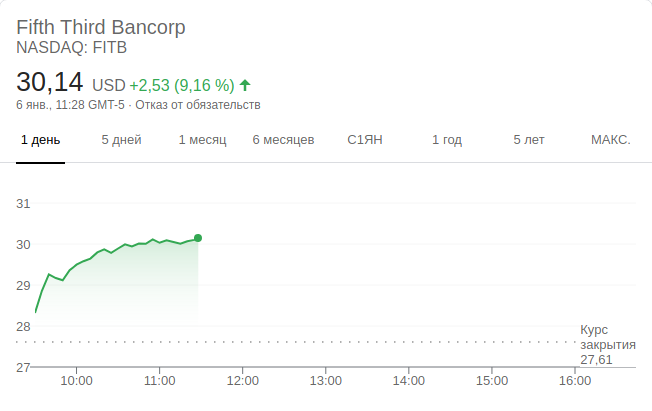 Fifth Third Bancorp
NASDAQ: FITB
30,14 USD +2,53 (9,16 %)
6 янв., 11:28 GMT-5 · Отказ от обязательств
1 день 5 дней 1 месяц 6 месяцев С1ЯН 1 год 5 лет МАКС.
31
30
29
28
Курс
закрытия
27,61
27
10:00 11:00 12:00 13:00 14:00 15:00 16:00